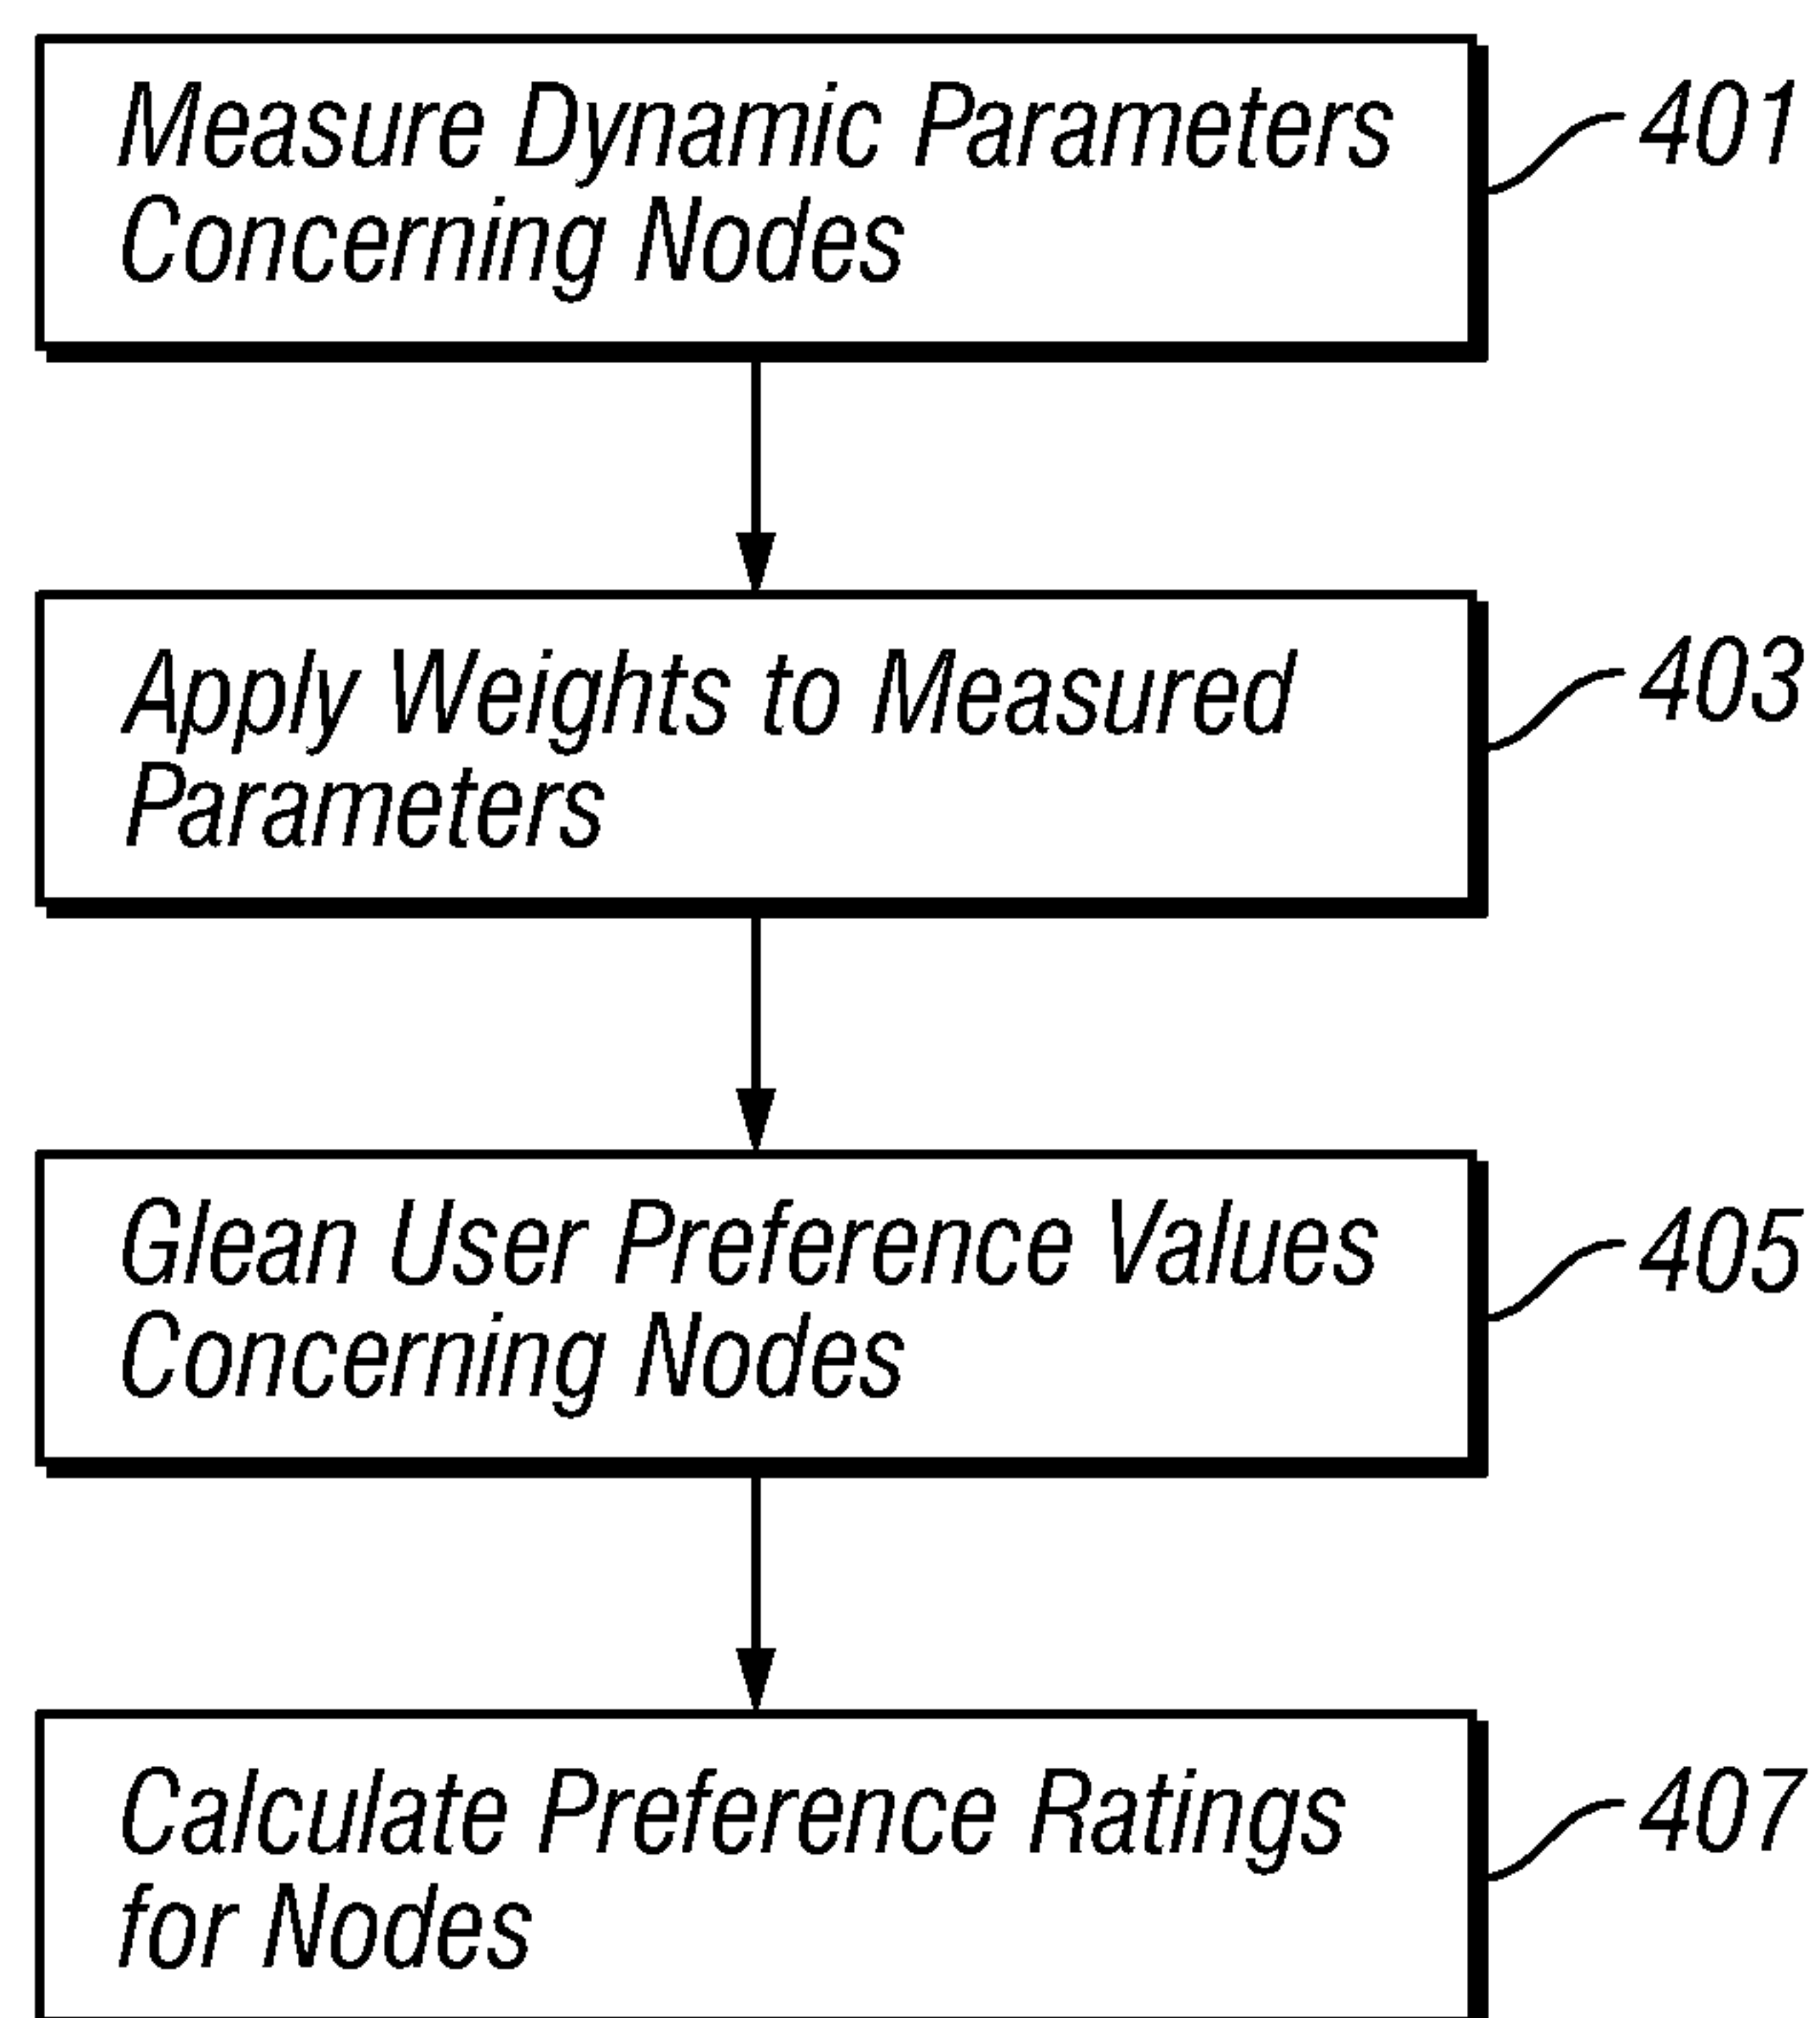 Measure Dynamic Parameters
Concerning Nodes
401
Apply Weights to Measured
Parameters
403
Glean User Preference Values
Concerning Nodes
405
Calculate Preference Ratings
for Nodes
407